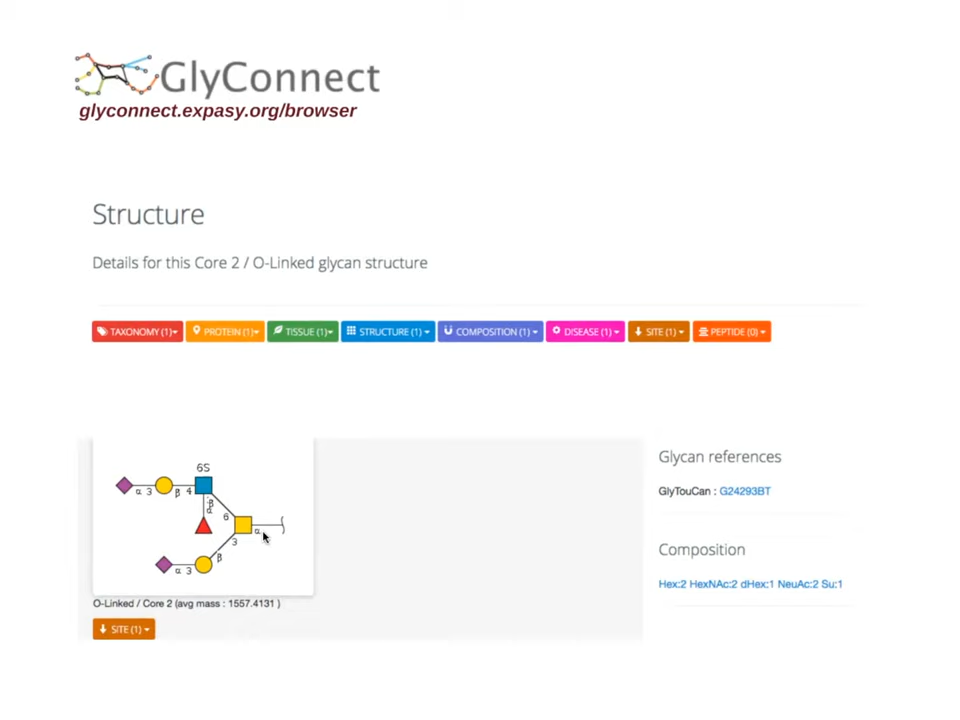 GlyConnect
glyconnect.expasy.org/browser
Structure
Details for this Core 2 / O-Linked glycan structure
TAXONOMY (1) PROTEIN (1) TISSUE (1) STRUCTURE (1) COMPOSITION (1) DISEASE (1) SITE (1) PEPTIDE (0)
6S
α 3 β 4
β
α
6
α
3
β
α 3
O-Linked / Core 2 (avg mass : 1557.4131 )
SITE (1)
Glycan references
GlyTouCan : G24293BT
Composition
Hex:2 HexNAc:2 dHex:1 NeuAc:2 Su:1